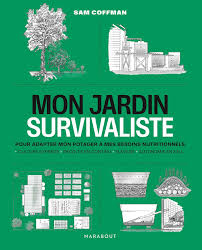 SAM COFFMAN
MON JARDIN
SURVIVALISTE
POUR ADAPTER MON POTAGER À MES BESOINS NUTRITIONNELS
MARABOUT